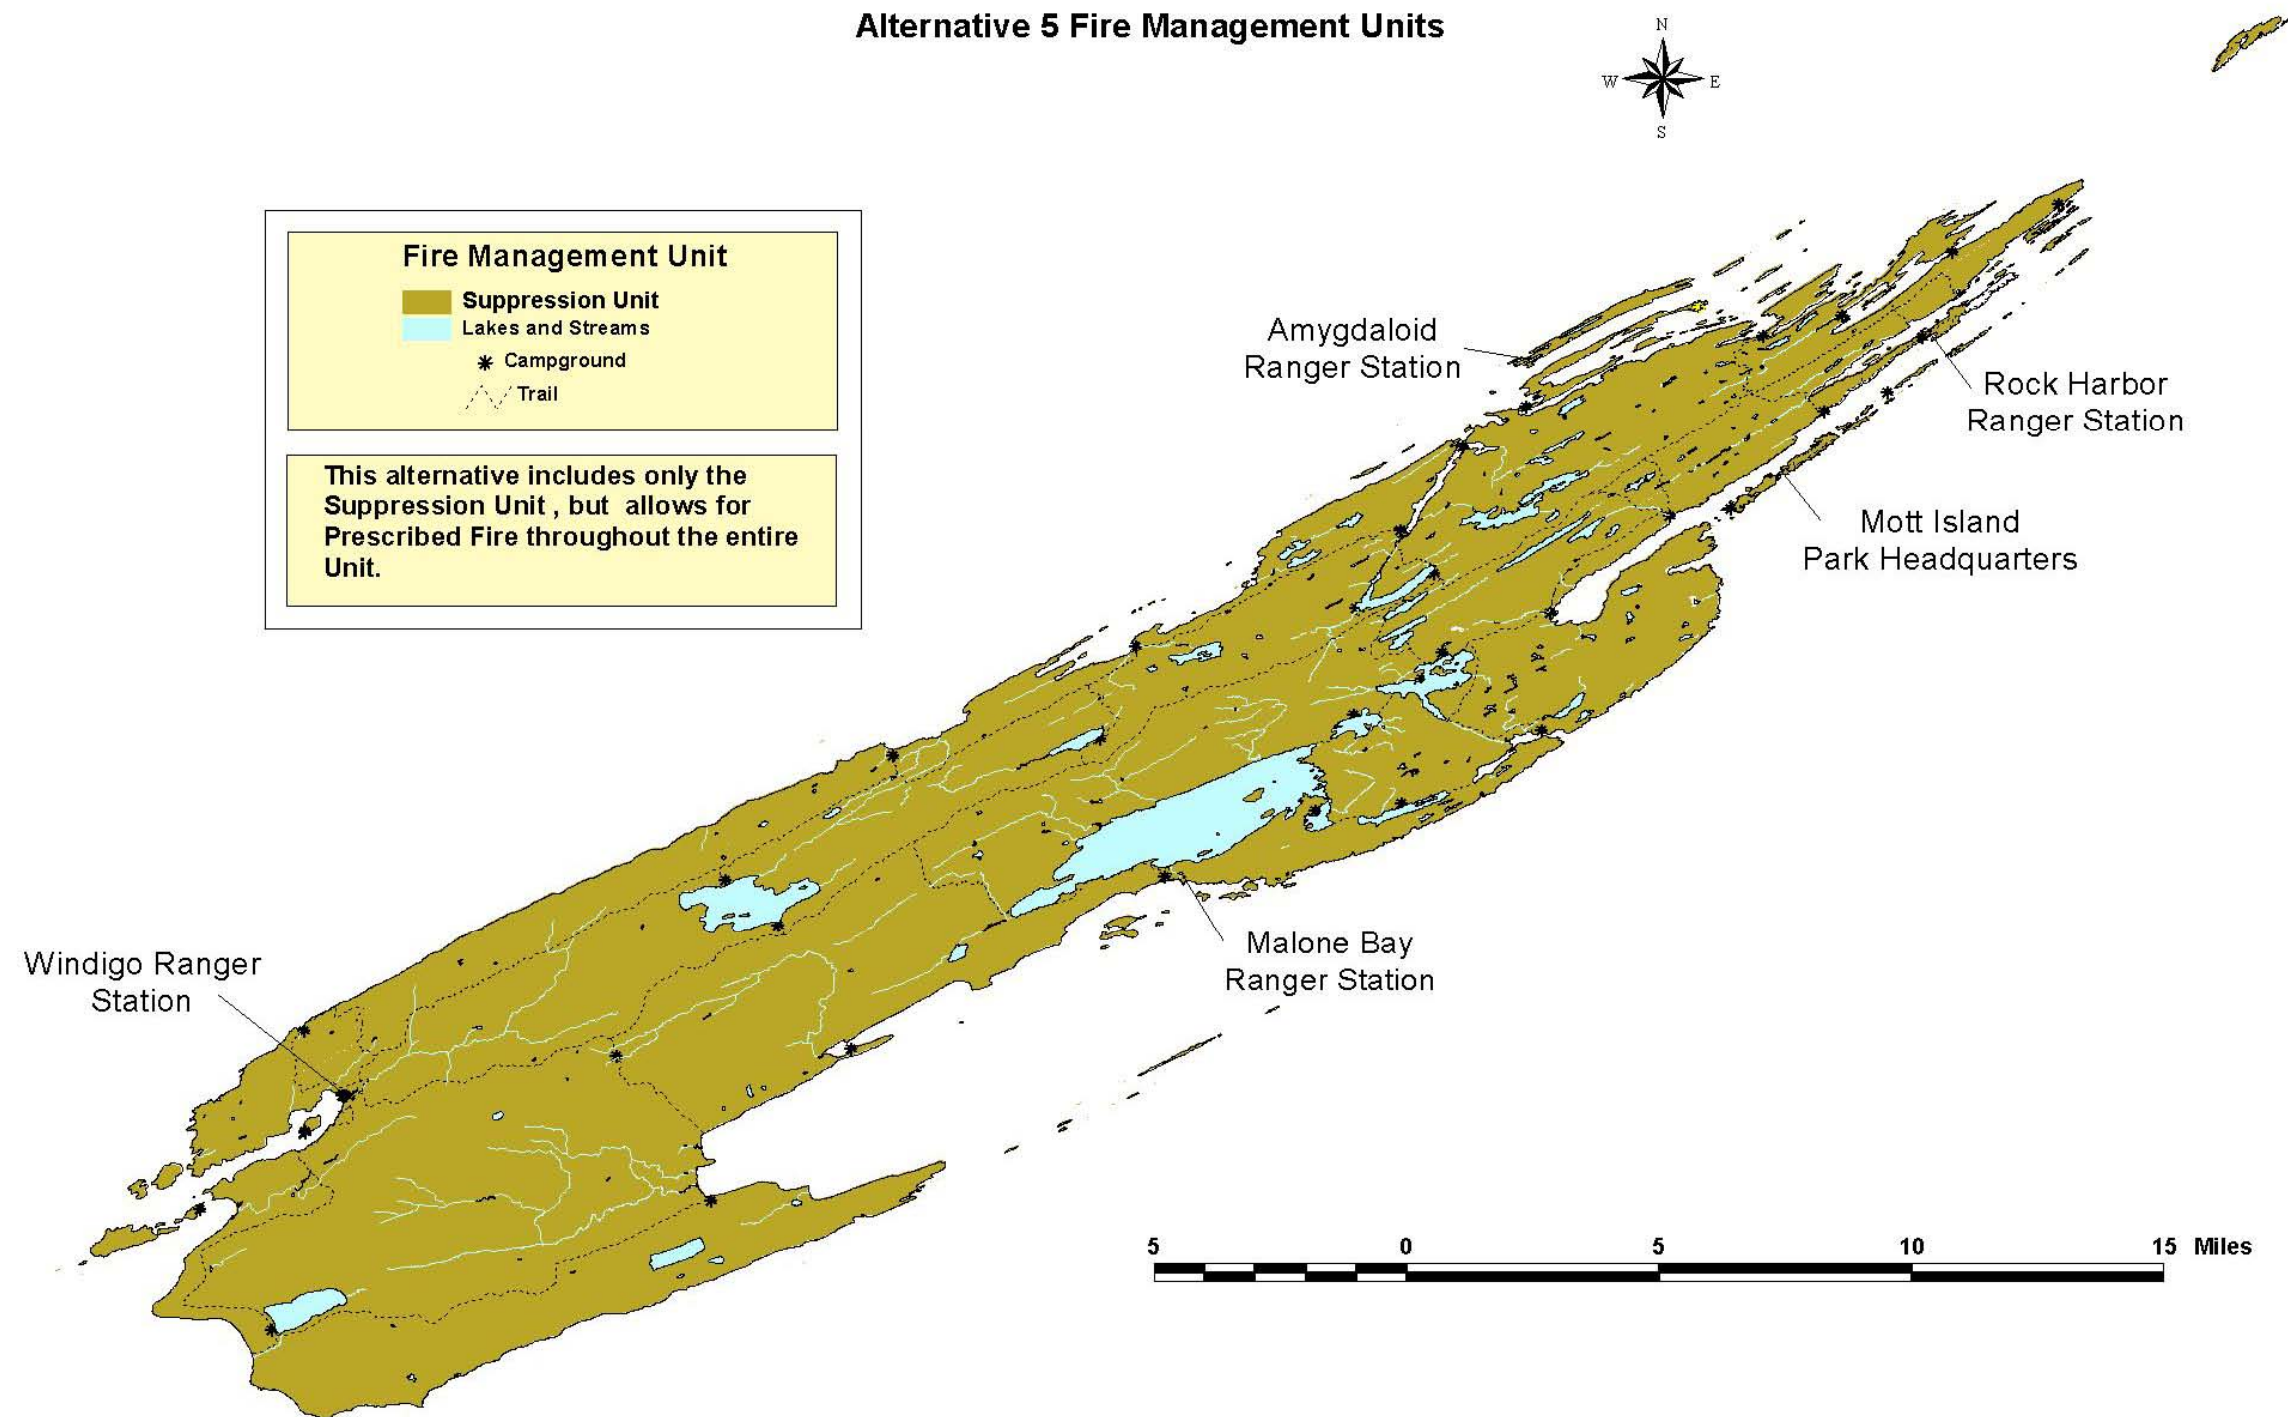 Alternative 5 Fire Management Units
N
W E
S
Fire Management Unit
Suppression Unit
Lakes and Streams
Campground
Trail
This alternative includes only the
Suppression Unit , but allows for
Prescribed Fire throughout the entire
Unit.
Amygdaloid
Ranger Station
Rock Harbor
Ranger Station
Mott Island
Park Headquarters
Malone Bay
Ranger Station
Windigo Ranger
Station
5 0 5 10 15 Miles